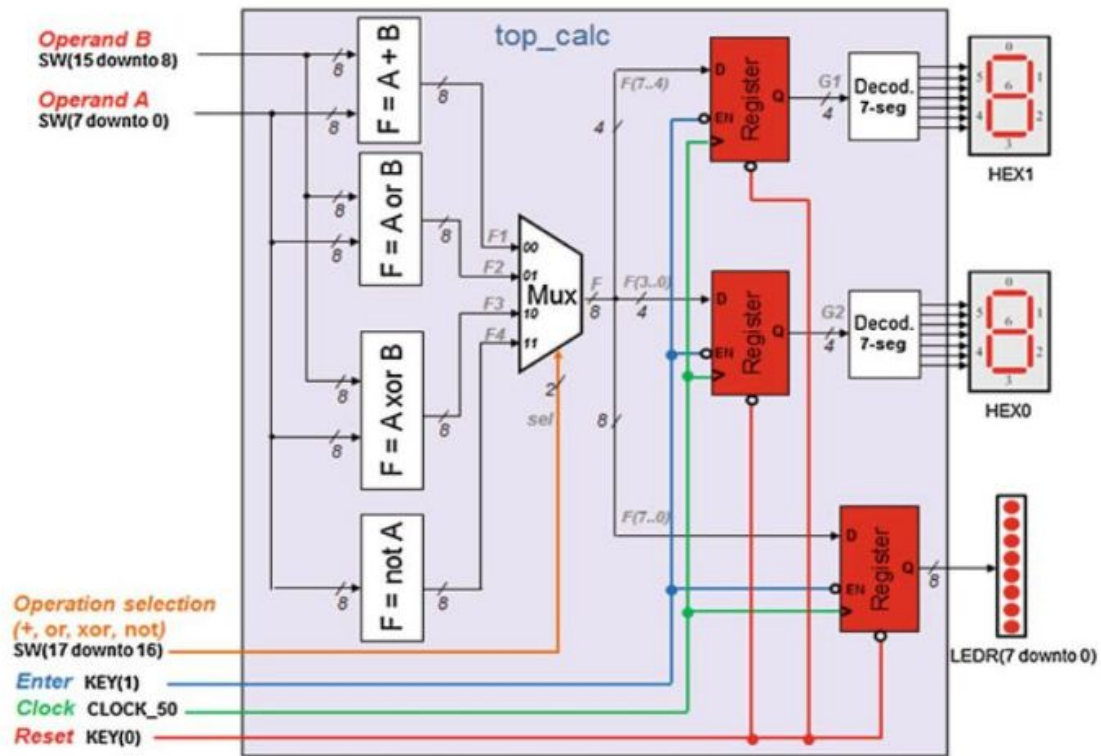 top_calc
Operand B
SW(15 downto 8)
Operand A
SW(7 downto 0)
8
8
F = A + B
8
8
8
F = A or B
8
8
8
F = A xor B
8
8
F = not A
8
F1
F2
F3
F4
00
01
10
11
Mux
2
sel
F
8
F(7..4)
4
F(3..0)
4
8
F(7..0)
D
EN
Q
Register
G1
4
Decod.
7-seg
0
5
6
1
4
2
3
HEX1
D
EN
Q
Register
G2
4
Decod.
7-seg
0
5
6
1
4
2
3
HEX0
D
EN
Q
Register
8
LEDR(7 downto 0)
Operation selection
(+, or, xor, not)
SW(17 downto 16)
Enter KEY(1)
Clock CLOCK_50
Reset KEY(0)